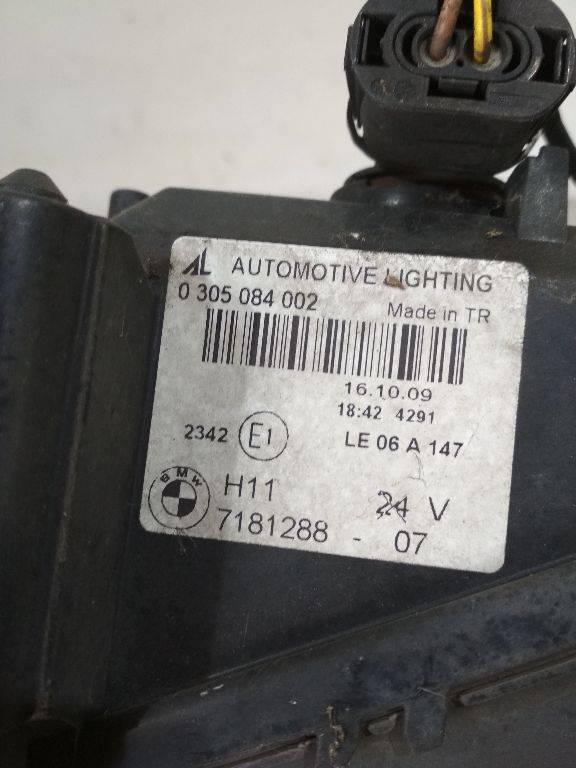 AL AUTOMOTIVE LIGHTING
0 305 084 002 Made in TR
16.10.09
18:42 4291
2342 E1 LE 06 A 147
BMW H11 24 V
7181288 - 07